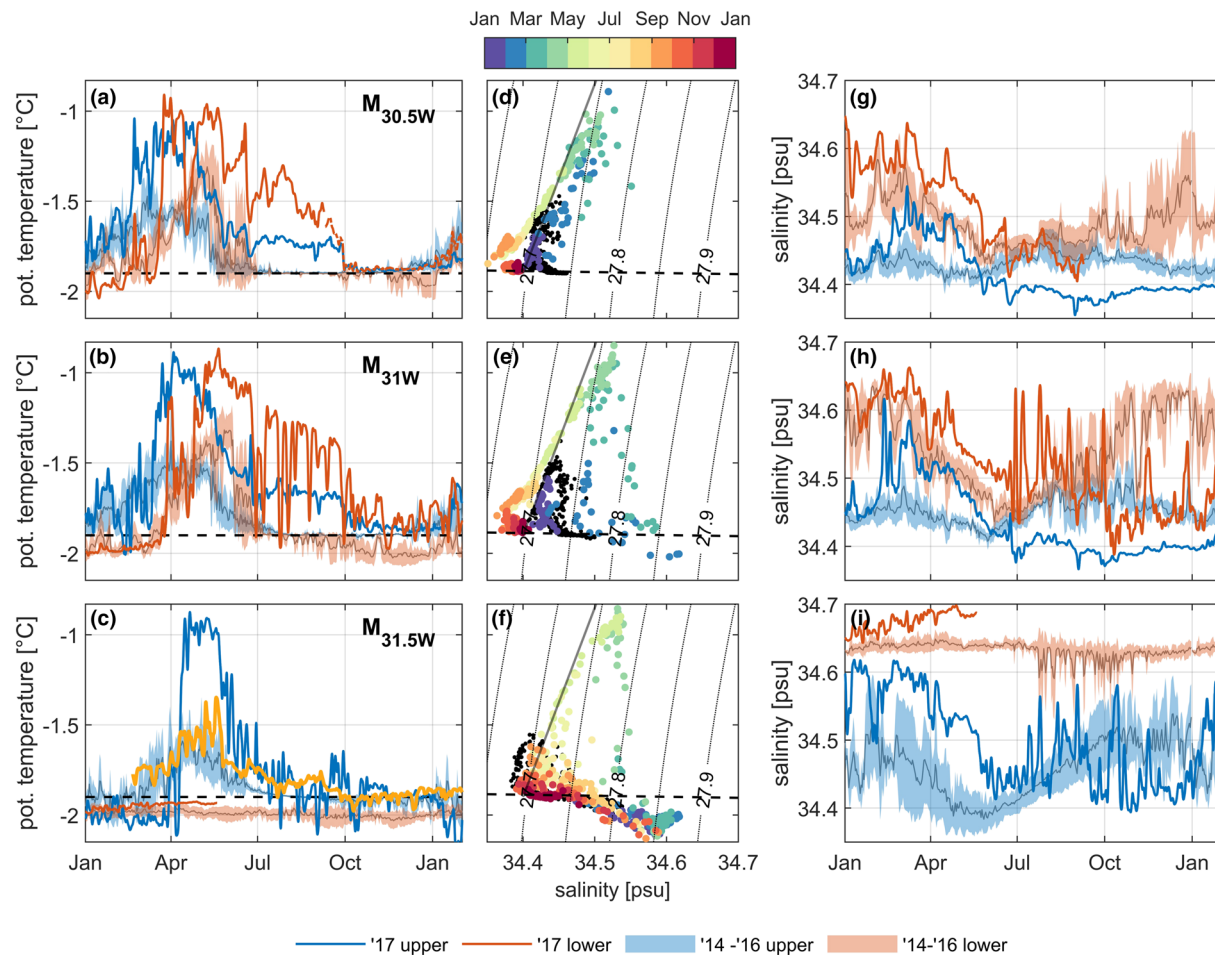 Jan Mar May Jul Sep Nov Jan
(a) M30.5W
-1
-1.5
-2
pot. temperature [°C]
(d)
27.8
27.9
(g)
34.7
34.6
34.5
34.4
salinity [psu]
(b) M31W
-1
-1.5
-2
pot. temperature [°C]
(e)
27.8
27.9
(h)
34.7
34.6
34.5
34.4
salinity [psu]
(c) M31.5W
-1
-1.5
-2
pot. temperature [°C]
Jan Apr Jul Oct Jan
(f)
27.7
27.8
27.9
34.4 34.5 34.6 34.7
salinity [psu]
(i)
34.7
34.6
34.5
34.4
salinity [psu]
Jan Apr Jul Oct Jan
'17 upper '17 lower '14 -'16 upper '14-'16 lower